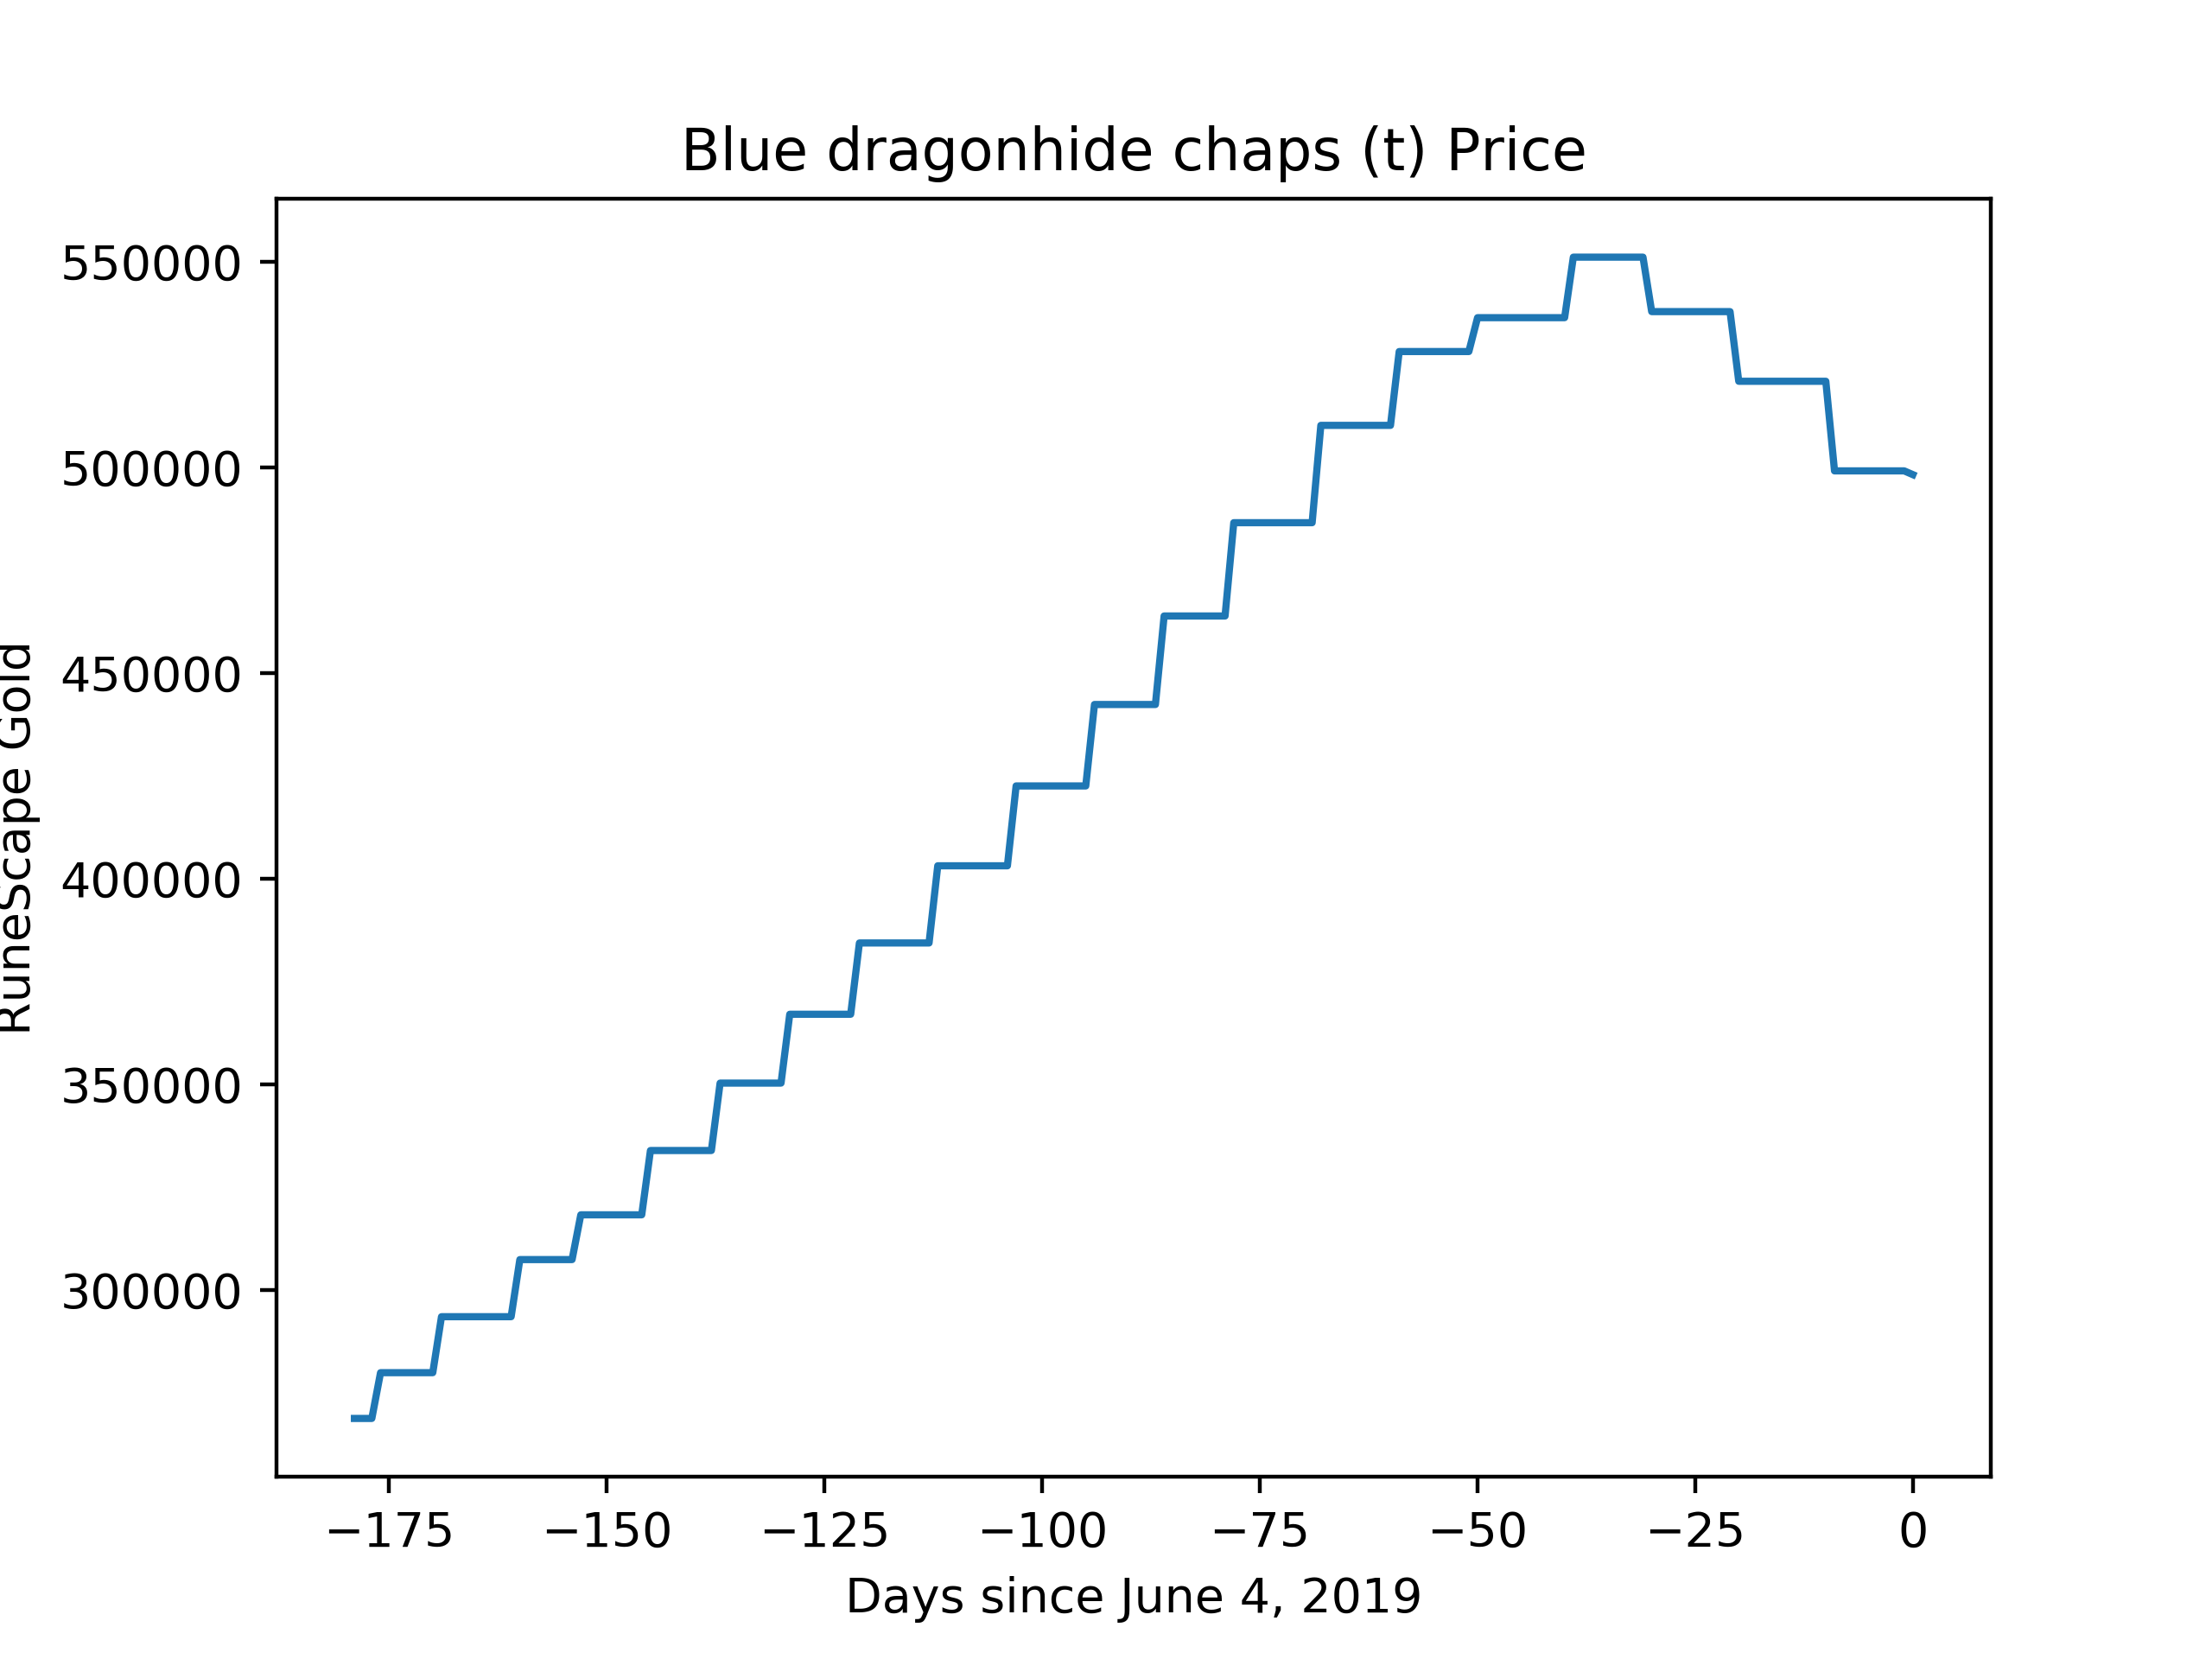 Blue dragonhide chaps (t) Price
550000
500000
450000
400000
350000
300000
RuneScape Gold
−175 −150 −125 −100 −75 −50 −25 0
Days since June 4, 2019